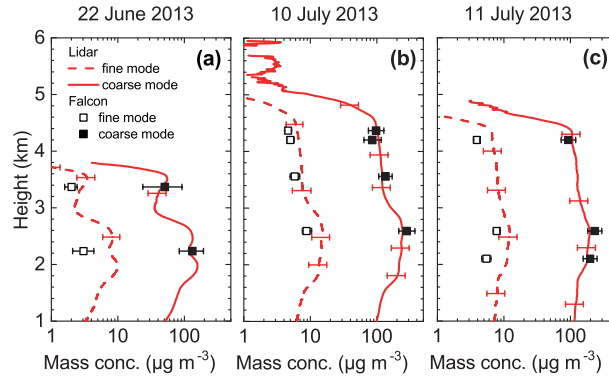 22 June 2013
10 July 2013
11 July 2013
6
5
4
3
2
1
Height (km)
(a)
(b)
(c)
Lidar
fine mode
coarse mode
Falcon
fine mode
coarse mode
1 10 100
1 10 100
1 10 100
Mass conc. (μg m⁻³)
Mass conc. (μg m⁻³)
Mass conc. (μg m⁻³)